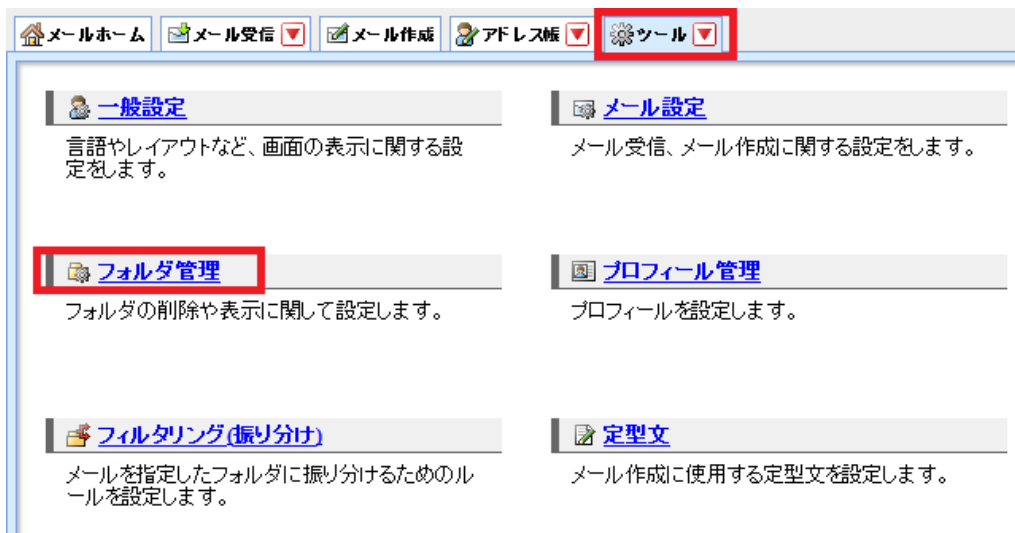 メールホーム メール受信 メール作成 アドレス帳 ツール
一般設定 メール設定
言語やレイアウトなど、画面の表示に関する設 メール受信、メール作成に関する設定をします。
定をします。
フォルダ管理 プロフィール管理
フォルダの削除や表示に関して設定します。 プロフィールを設定します。
フィルタリング(振り分け) 定型文
メールを指定したフォルダに振り分けるためのル メール作成に使用する定型文を設定します。
ールを設定します。